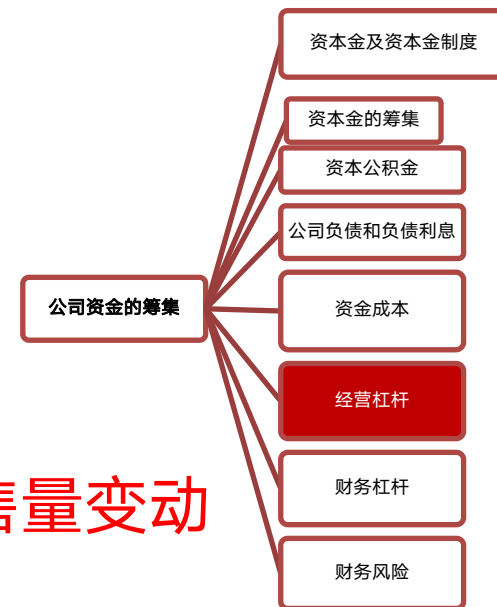 资本金及资本金制度
资本金的筹集
资本公积金
公司负债和负债利息
公司资金的筹集
资金成本
经营杠杆
财务杠杆
售量变动
财务风险